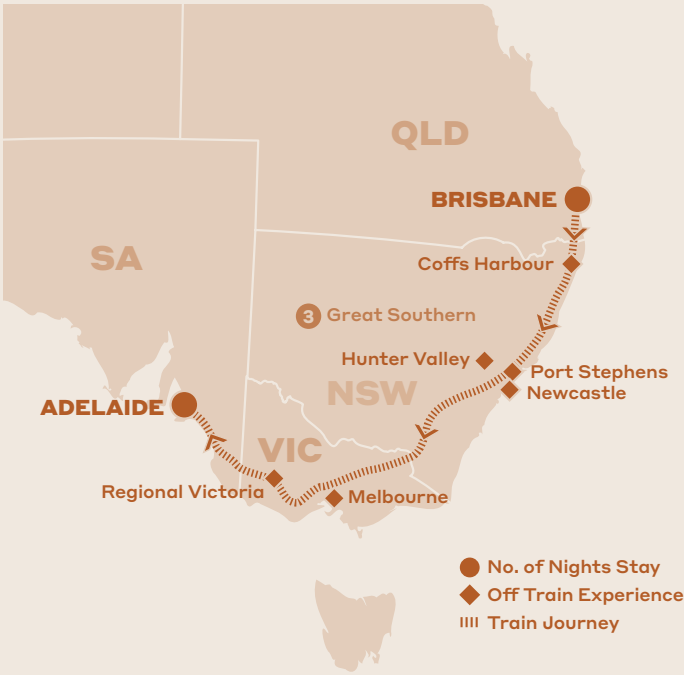 QLD
BRISBANE
SA
Coffs Harbour
3 Great Southern
Hunter Valley
Port Stephens
NSW
Newcastle
ADELAIDE
VIC
Regional Victoria
Melbourne
No. of Nights Stay
Off Train Experience
Train Journey